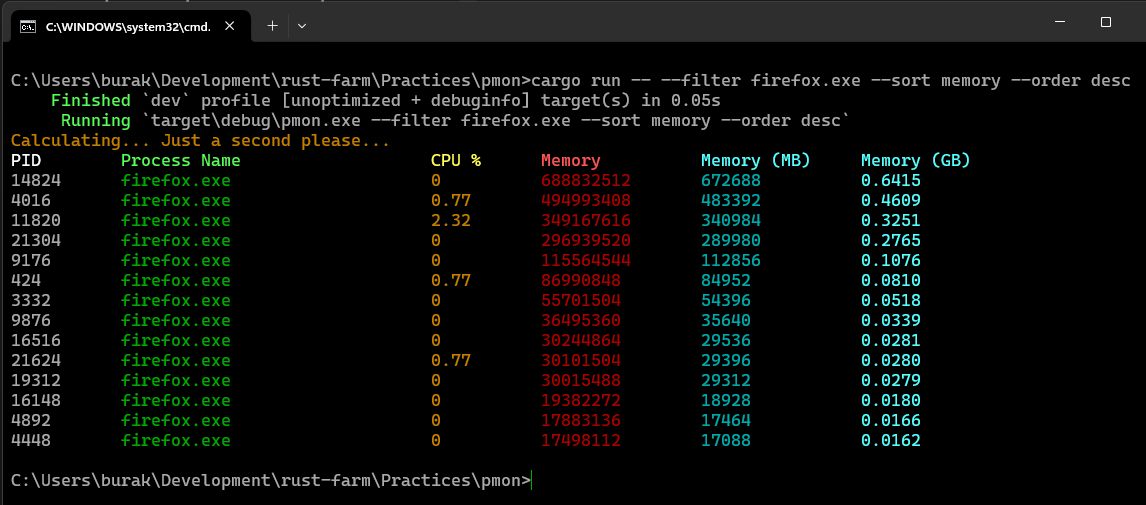 C:\WINDOWS\system32\cmd.
C:\Users\burak\Development\rust-farm\Practices\pmon>cargo run -- --filter firefox.exe --sort memory --order desc
Finished `dev` profile [unoptimized + debuginfo] target(s) in 0.05s
Running `target\debug\pmon.exe --filter firefox.exe --sort memory --order desc`
Calculating... Just a second please...
PID Process Name CPU % Memory Memory (MB) Memory (GB)
14824 firefox.exe 0 688832512 672688 0.6415
4016 firefox.exe 0.77 494993408 483392 0.4609
11820 firefox.exe 2.32 349167616 340984 0.3251
21304 firefox.exe 0 296939520 289980 0.2765
9176 firefox.exe 0 115564544 112856 0.1076
424 firefox.exe 0.77 86990848 84952 0.0810
3332 firefox.exe 0 55701504 54396 0.0518
9876 firefox.exe 0 36495360 35640 0.0339
16516 firefox.exe 0 30244864 29536 0.0281
21624 firefox.exe 0.77 30101504 29396 0.0280
19312 firefox.exe 0 30015488 29312 0.0279
16148 firefox.exe 0 19382272 18928 0.0180
4892 firefox.exe 0 17883136 17464 0.0166
4448 firefox.exe 0 17498112 17088 0.0162
C:\Users\burak\Development\rust-farm\Practices\pmon>